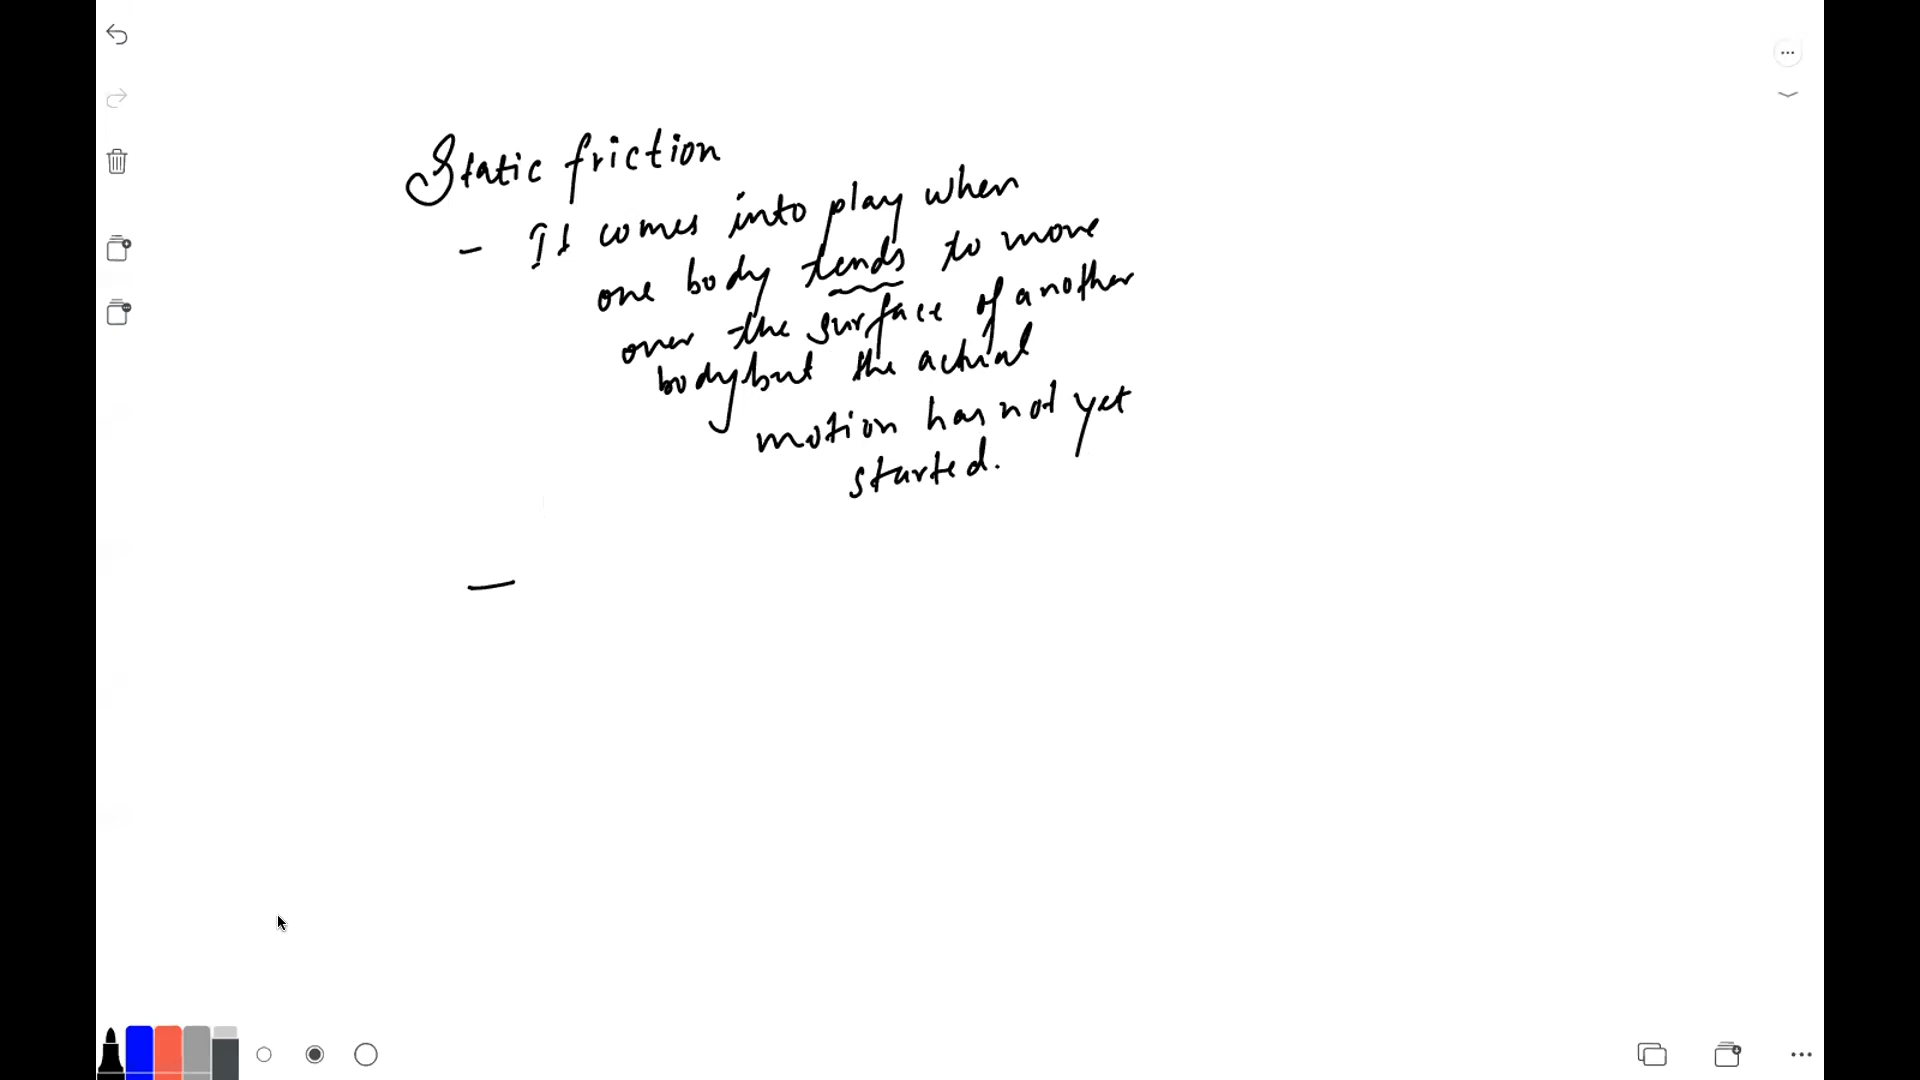 Static friction
- It comes into play when
one body tends to move
over the surface of another
body but the actual
motion has not yet
started.
-